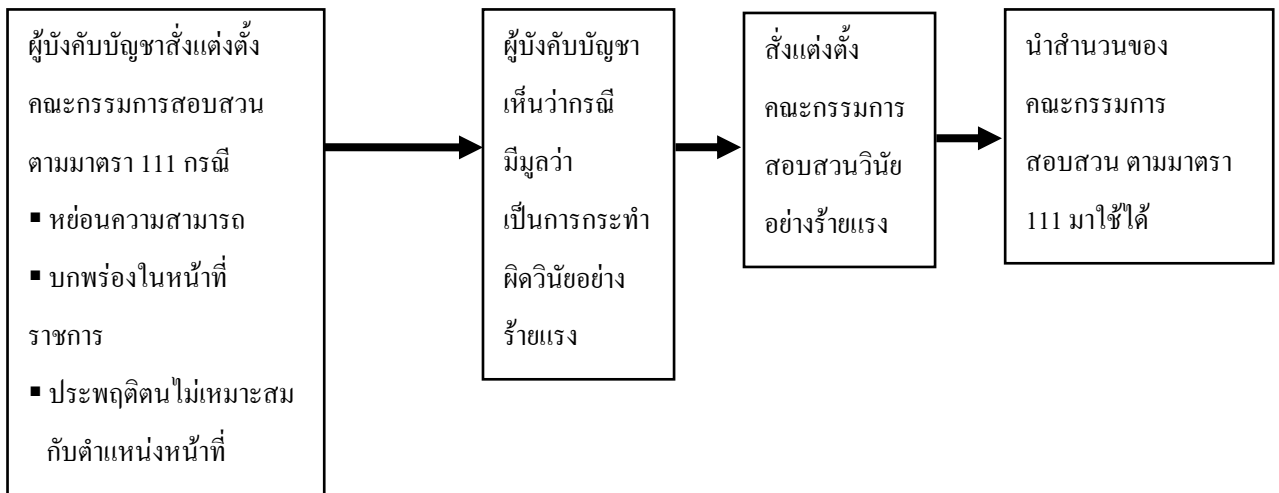 ผู้บังคับบัญชาสั่งแต่งตั้ง
คณะกรรมการสอบสวน
ตามมาตรา 111 กรณี
▪ หย่อนความสามารถ
▪ บกพร่องในหน้าที่
ราชการ
▪ ประพฤติตนไม่เหมาะสม
กับตำแหน่งหน้าที่
ผู้บังคับบัญชา
เห็นว่ากรณี
มีมูลว่า
เป็นการกระทำ
ผิดวินัยอย่าง
ร้ายแรง
สั่งแต่งตั้ง
คณะกรรมการ
สอบสวนวินัย
อย่างร้ายแรง
นำสำนวนของ
คณะกรรมการ
สอบสวน ตามมาตรา
111 มาใช้ได้